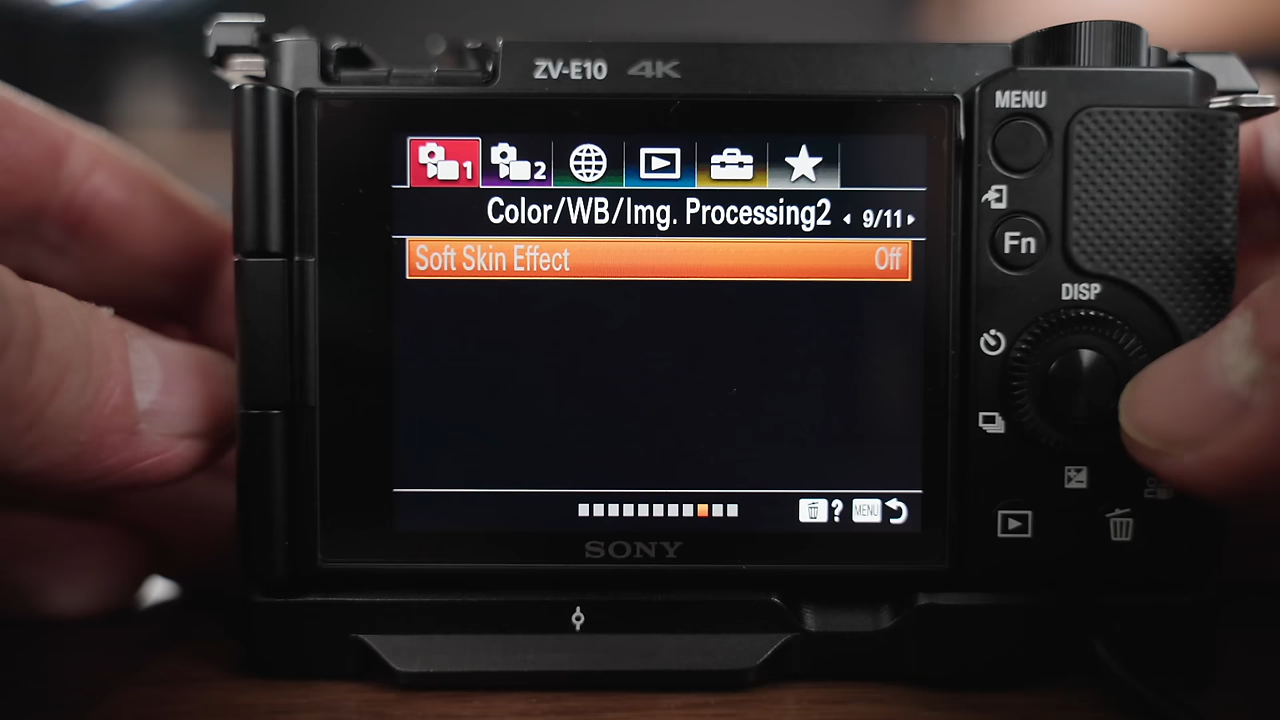 ZV-E10 4K
MENU
1 2
Color/WB/Img. Processing2 9/11
Fn
Soft Skin Effect Off
DISP
? MENU
SONY